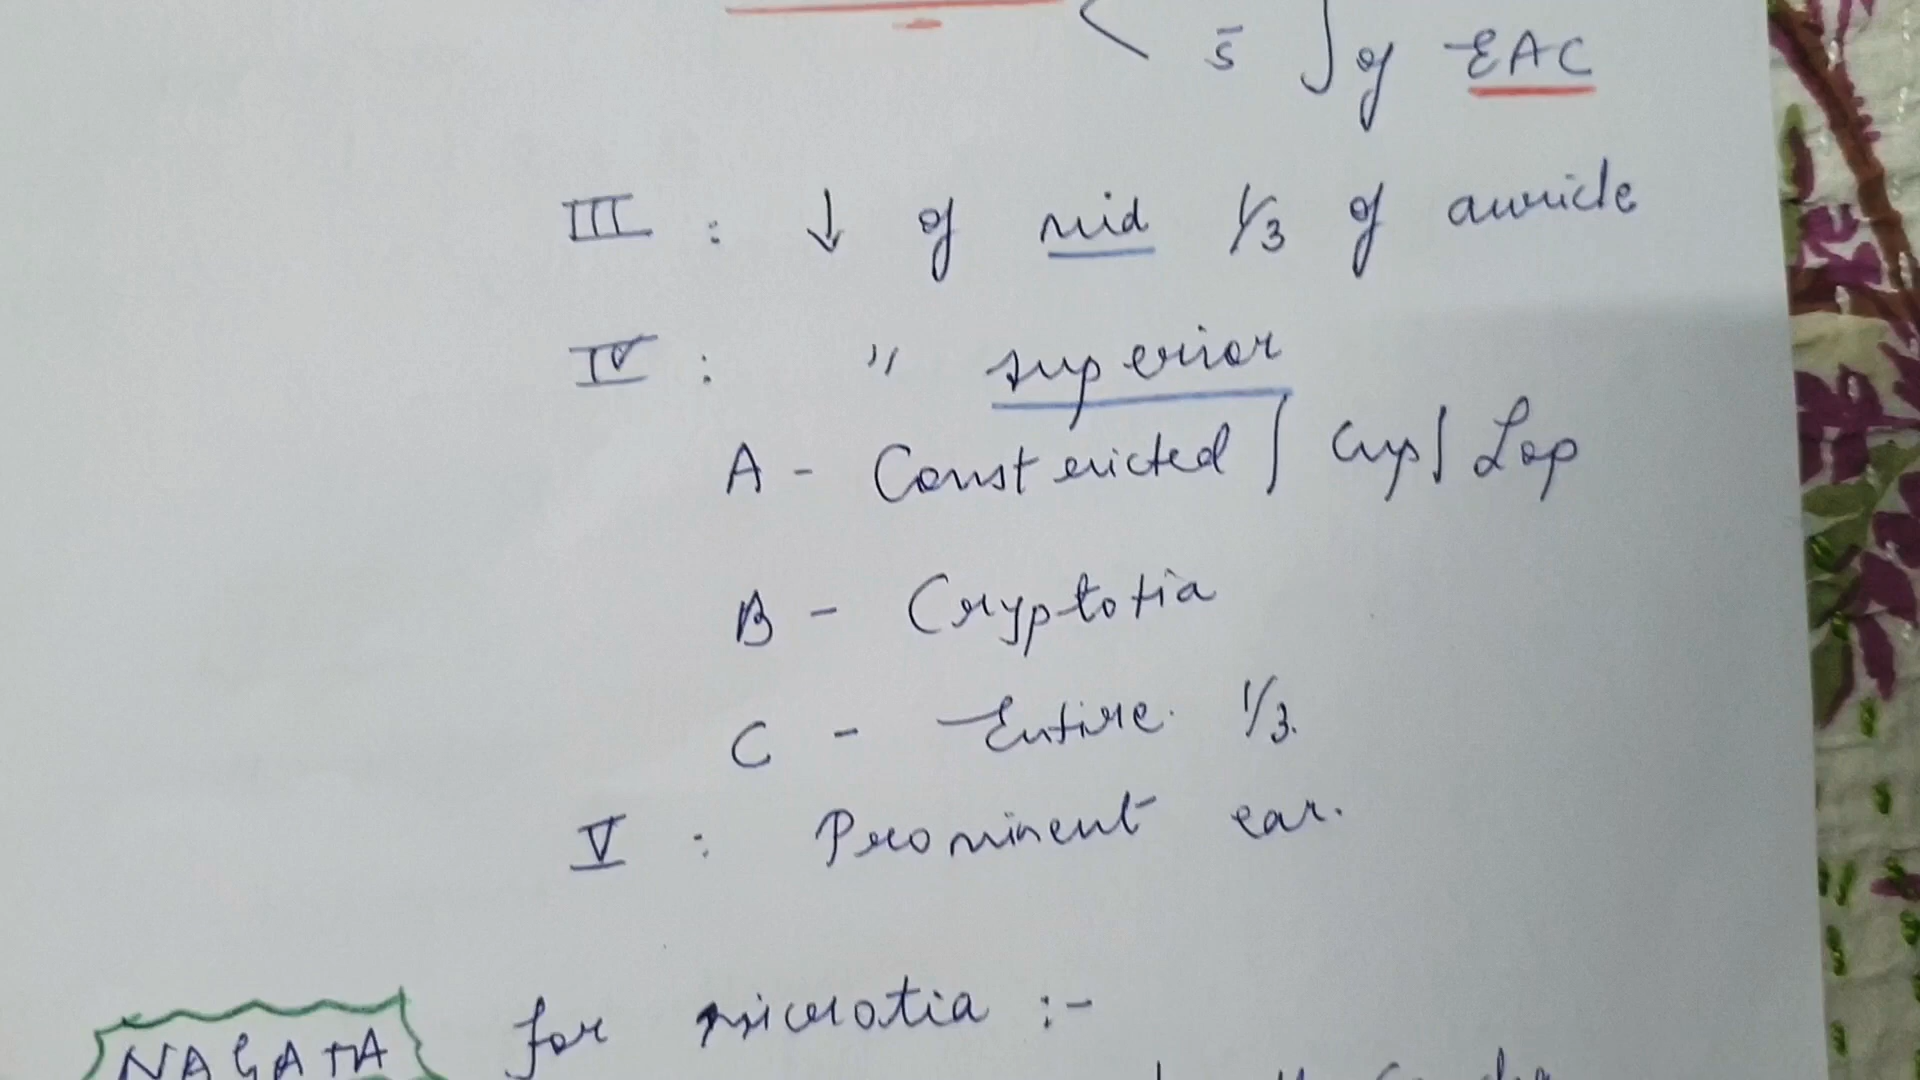 s̄ ] of EAC
III : ↓ of mid 1/3 of auricle
IV : " superior
A - Constricted / Cup / Lop
B - Cryptotia
C - Entire 1/3.
V : Prominent ear.
NAGATA for microtia :-